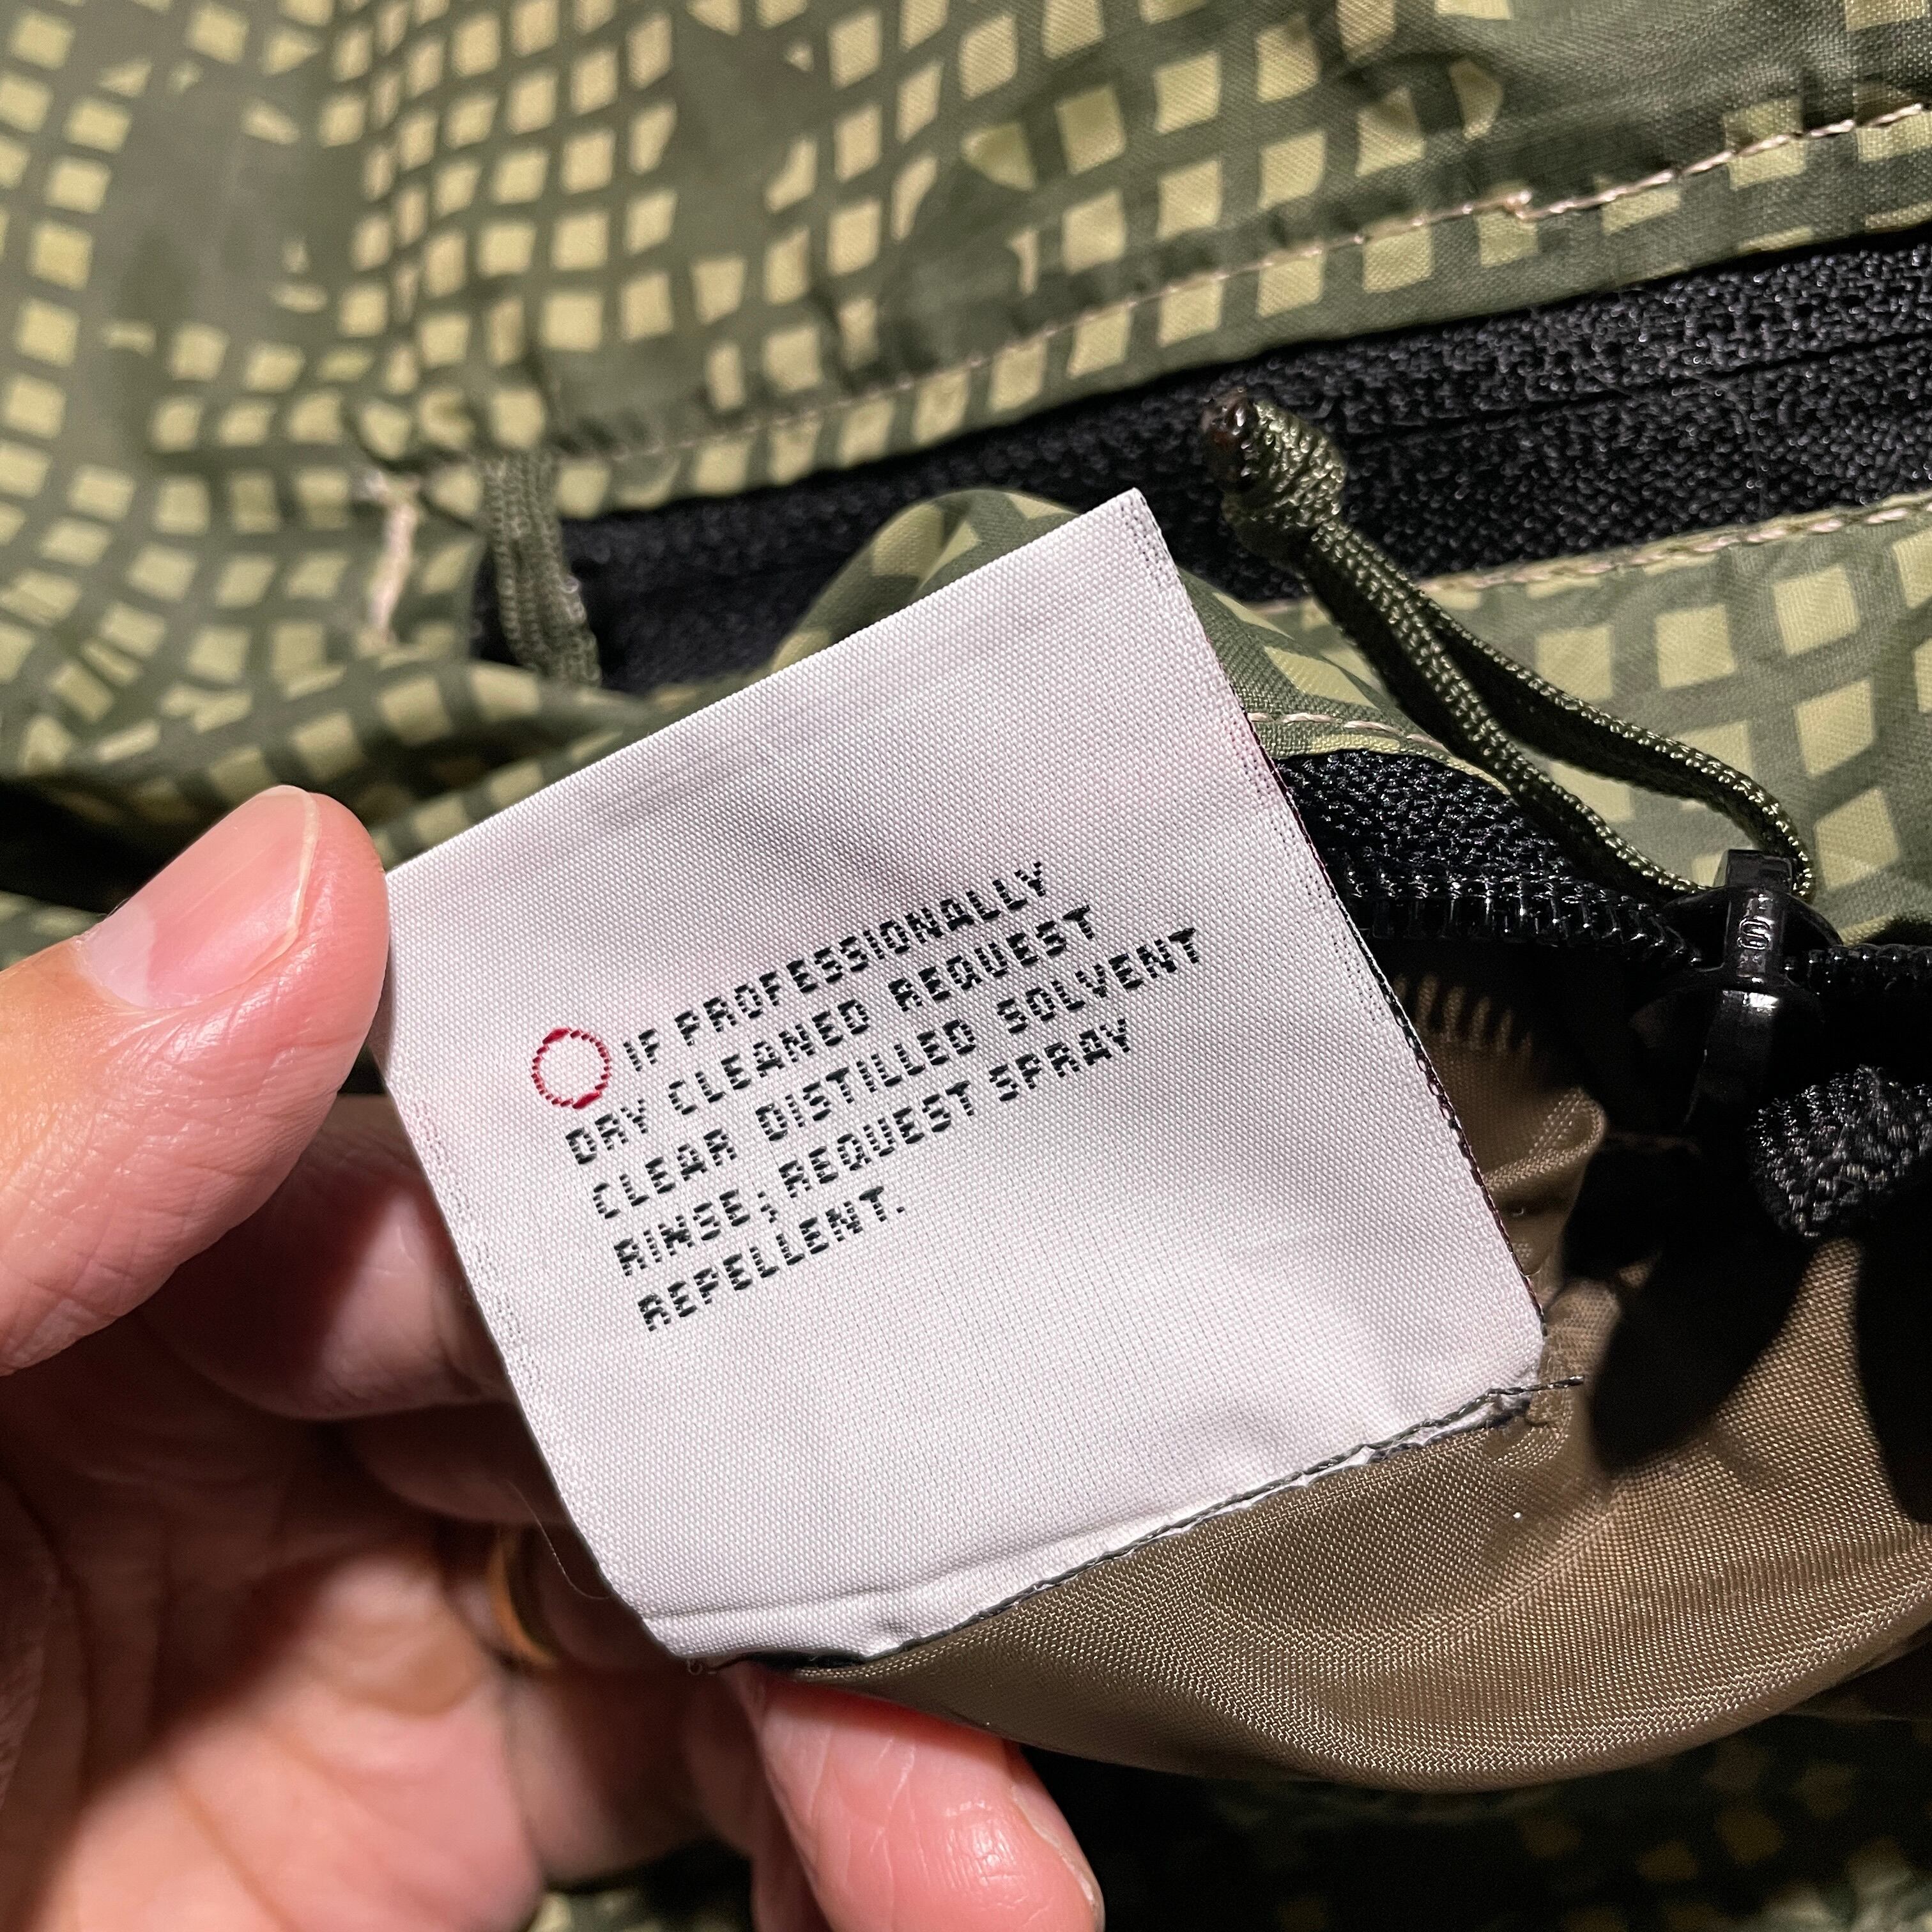 IF PROFESSIONALLY
DRY CLEANED REQUEST
CLEAR DISTILLED SOLVENT
RINSE; REQUEST SPRAY
REPELLENT.